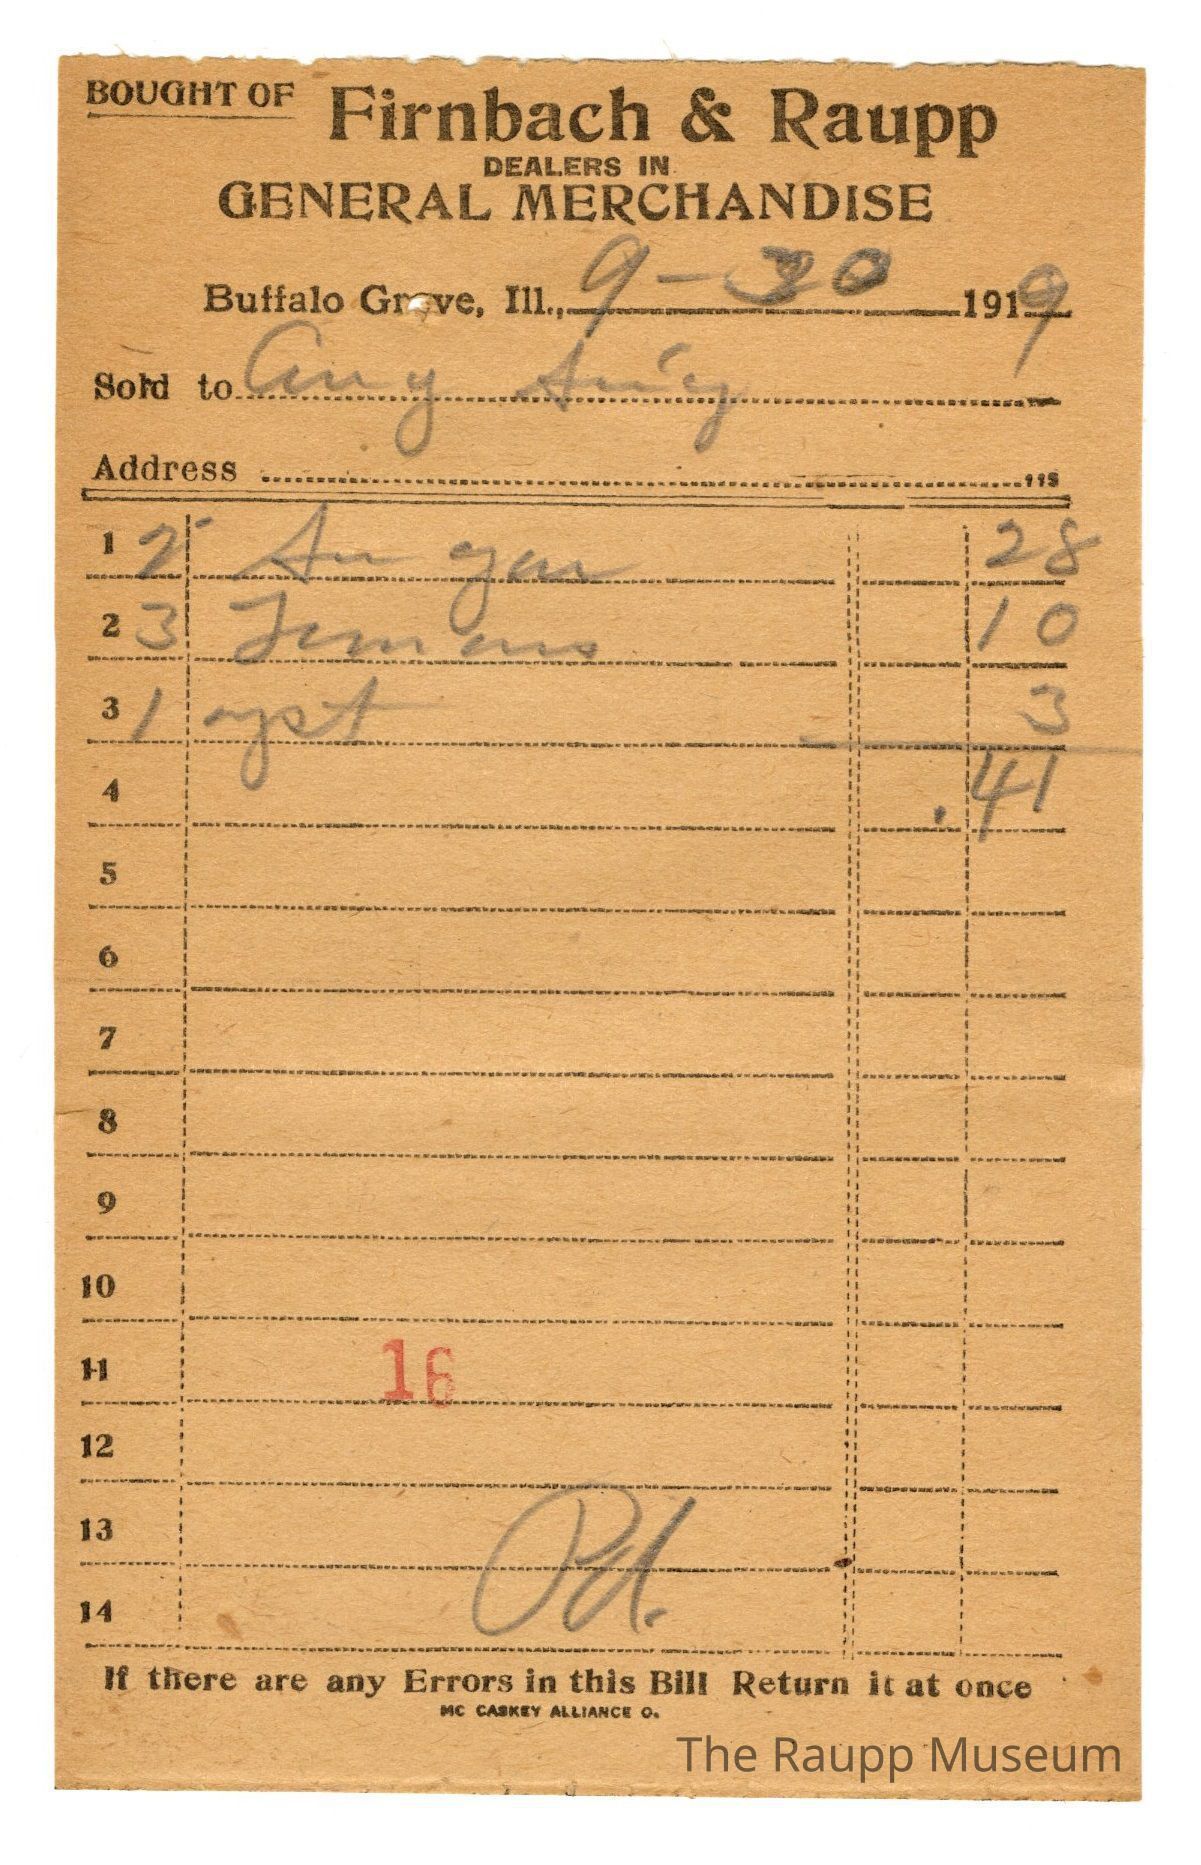 BOUGHT OF Firnbach & Raupp
DEALERS IN
GENERAL MERCHANDISE
Buffalo Grove, Ill., 9-30 1919
Sold to
Address
1 2 28
2 3 10
3 1 3
4 .41
5
6
7
8
9
10
11
16
12
13
Pd.
14
If there are any Errors in this Bill Return it at once
MC CASKEY ALLIANCE O.
The Raupp Museum